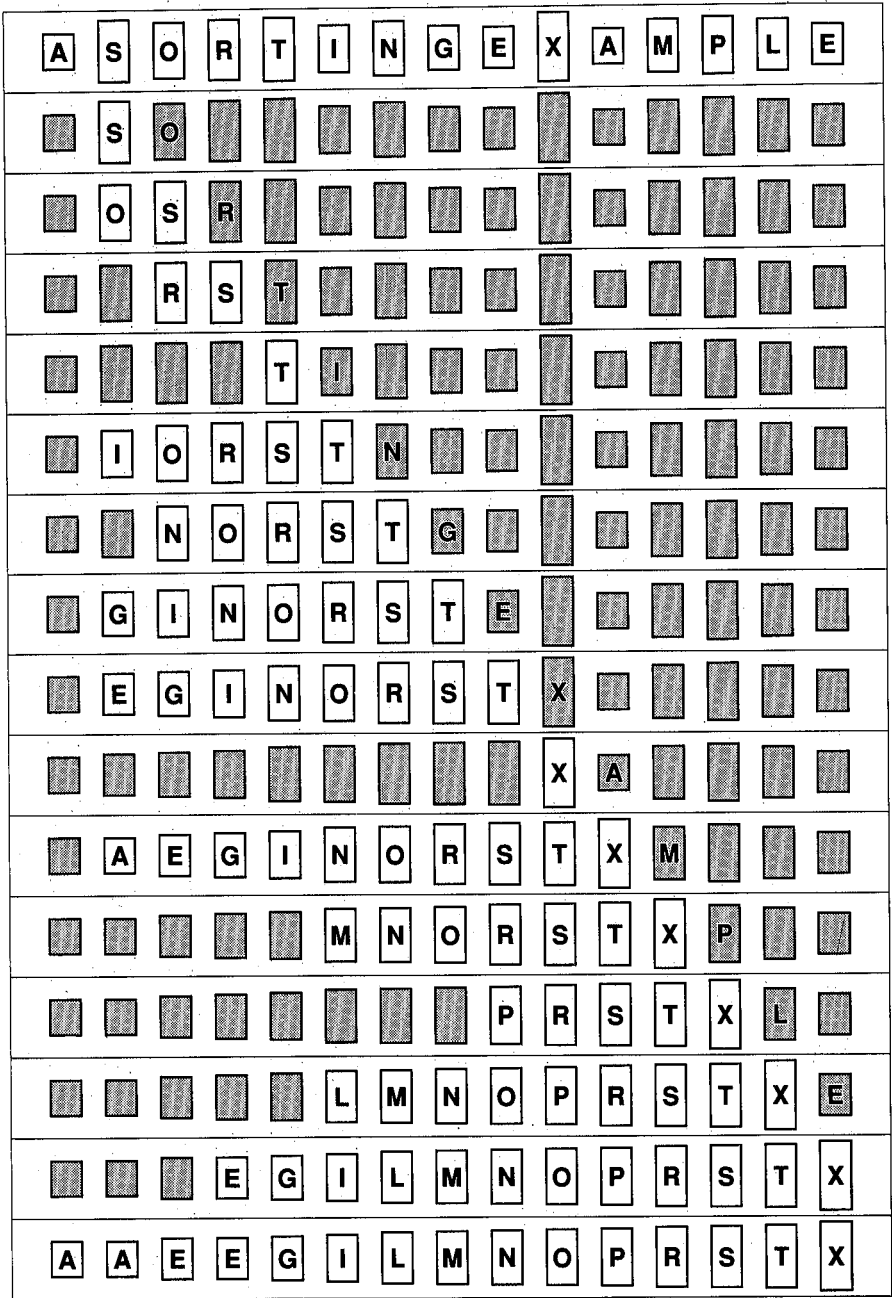 A S O R T I N G E X A M P L E
S O
O S R
R S T
T I
I O R S T N
N O R S T G
G I N O R S T E
E G I N O R S T X
X A
A E G I N O R S T X M
M N O R S T X P
P R S T X L
L M N O P R S T X E
E G I L M N O P R S T X
A A E E G I L M N O P R S T X